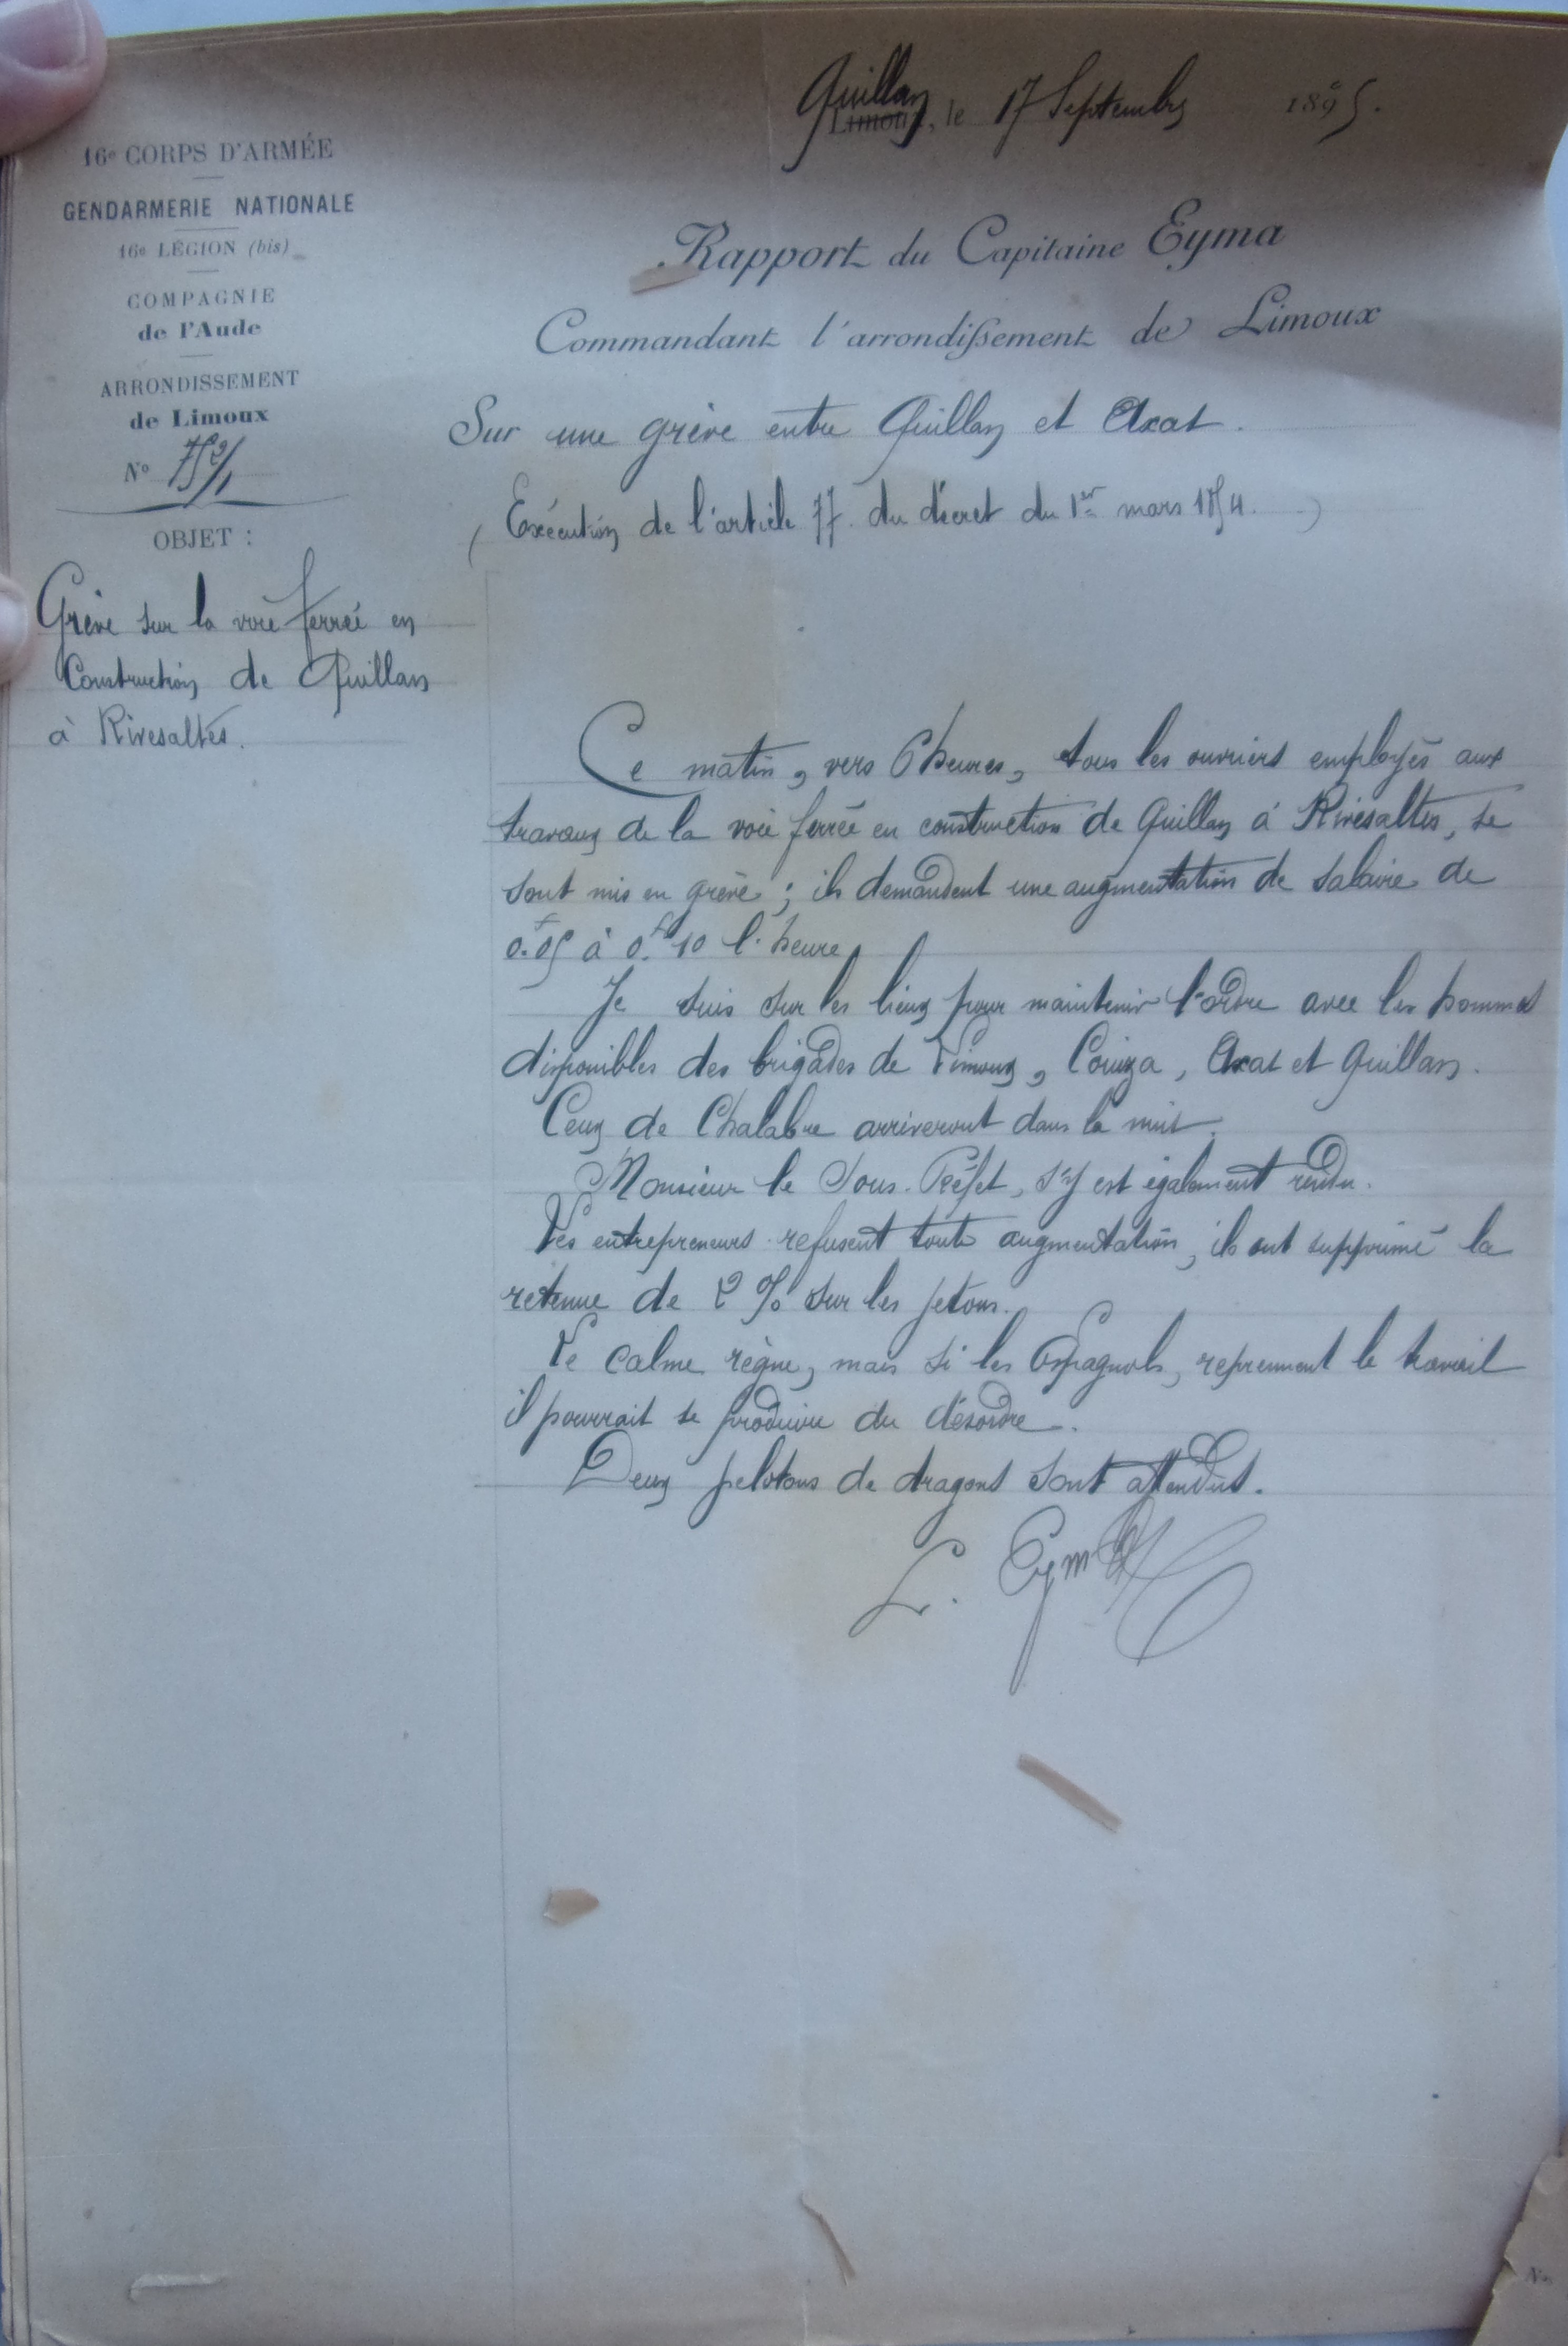 Quillan
Limoux, le 17 Septembre 1895.
16e CORPS D'ARMÉE
GENDARMERIE NATIONALE
16e LÉGION (bis)
COMPAGNIE
de l'Aude
ARRONDISSEMENT
de Limoux
No
OBJET :
Grève sur la voie ferrée en
Construction de Quillan
à Rivesaltes.
Rapport du Capitaine Eyma
Commandant l'arrondissement de Limoux
Sur une grève entre Quillan et Axat.
(Exécution de l'article 77 du décret du 1er mars 1854.)
Ce matin, vers 6 heures, tous les ouvriers employés aux
travaux de la voie ferrée en construction de Quillan à Rivesaltes, se
sont mis en grève ; ils demandent une augmentation de salaire de
0.f05 à 0.f10 l'heure
Je suis sur les lieux pour maintenir l'ordre avec les hommes
disponibles des brigades de Limoux, Couiza, Axat et Quillan.
Ceux de Chalabre arriveront dans la nuit.
Monsieur le Sous-Préfet, s'y est également rendu.
Les entrepreneurs refusent toute augmentation, ils ont supprimé la
retenue de 2 % sur les jetons.
Le calme règne, mais si les Espagnols, reprennent le travail
il pourrait se produire du désordre.
Deux pelotons de dragons sont attendus.
L. Eyma